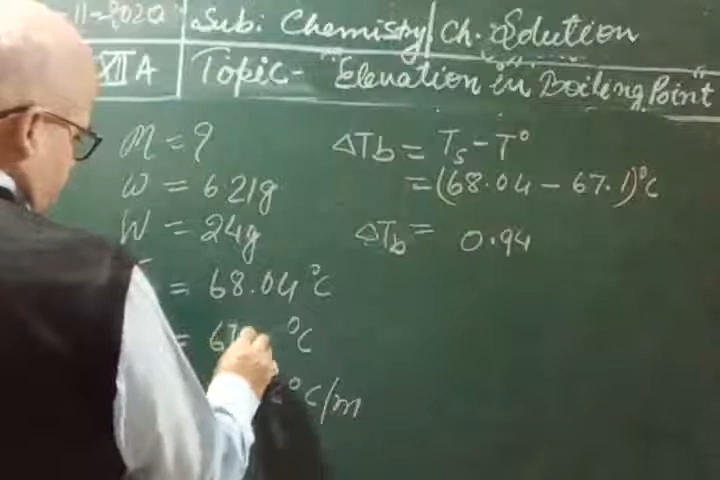 11-2020 Sub: Chemistry/Ch. Solution
XII A Topic- "Elevation in Boiling Point"
M = ?
w = 6.21g
W = 24g
= 68.04°C
= 67 °C
°C/m
ΔTb = Ts - T°
= (68.04 - 67.1)°C
ΔTb = 0.94